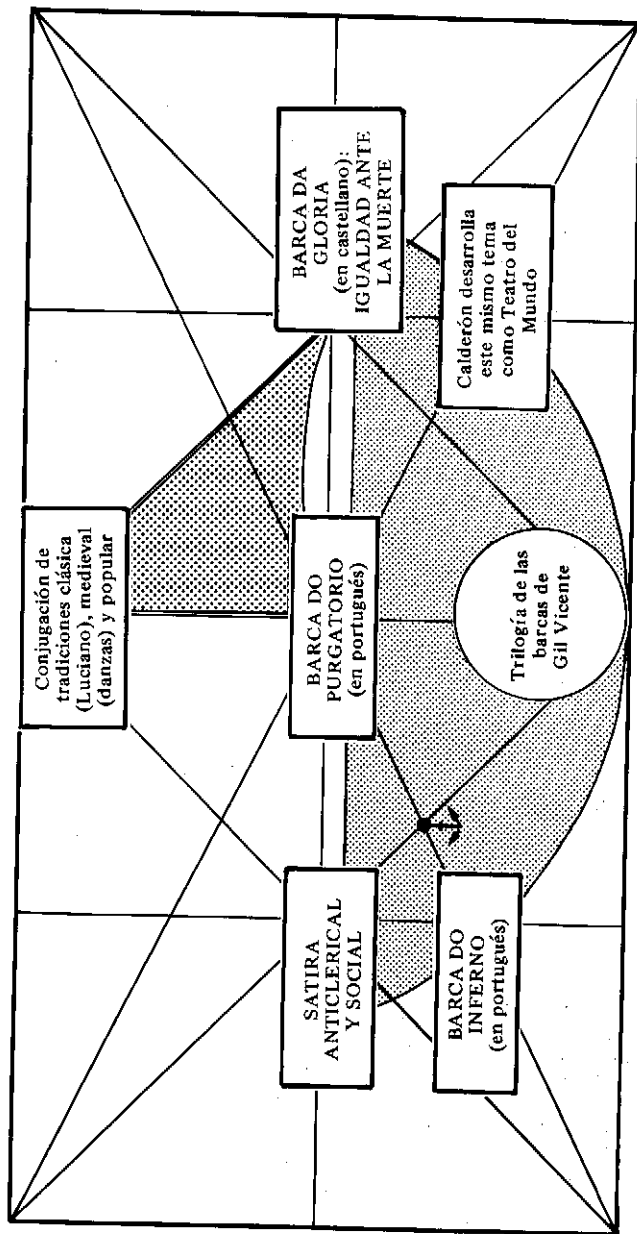 Conjugación de
tradiciones clásica
(Luciano), medieval
(danzas) y popular
SATIRA
ANTICLERICAL
Y SOCIAL
BARCA DO
PURGATORIO
(en portugués)
BARCA DA
GLORIA
(en castellano):
IGUALDAD ANTE
LA MUERTE
BARCA DO
INFERNO
(en portugués)
Trilogía de las
barcas de
Gil Vicente
Calderón desarrolla
este mismo tema
como Teatro del
Mundo